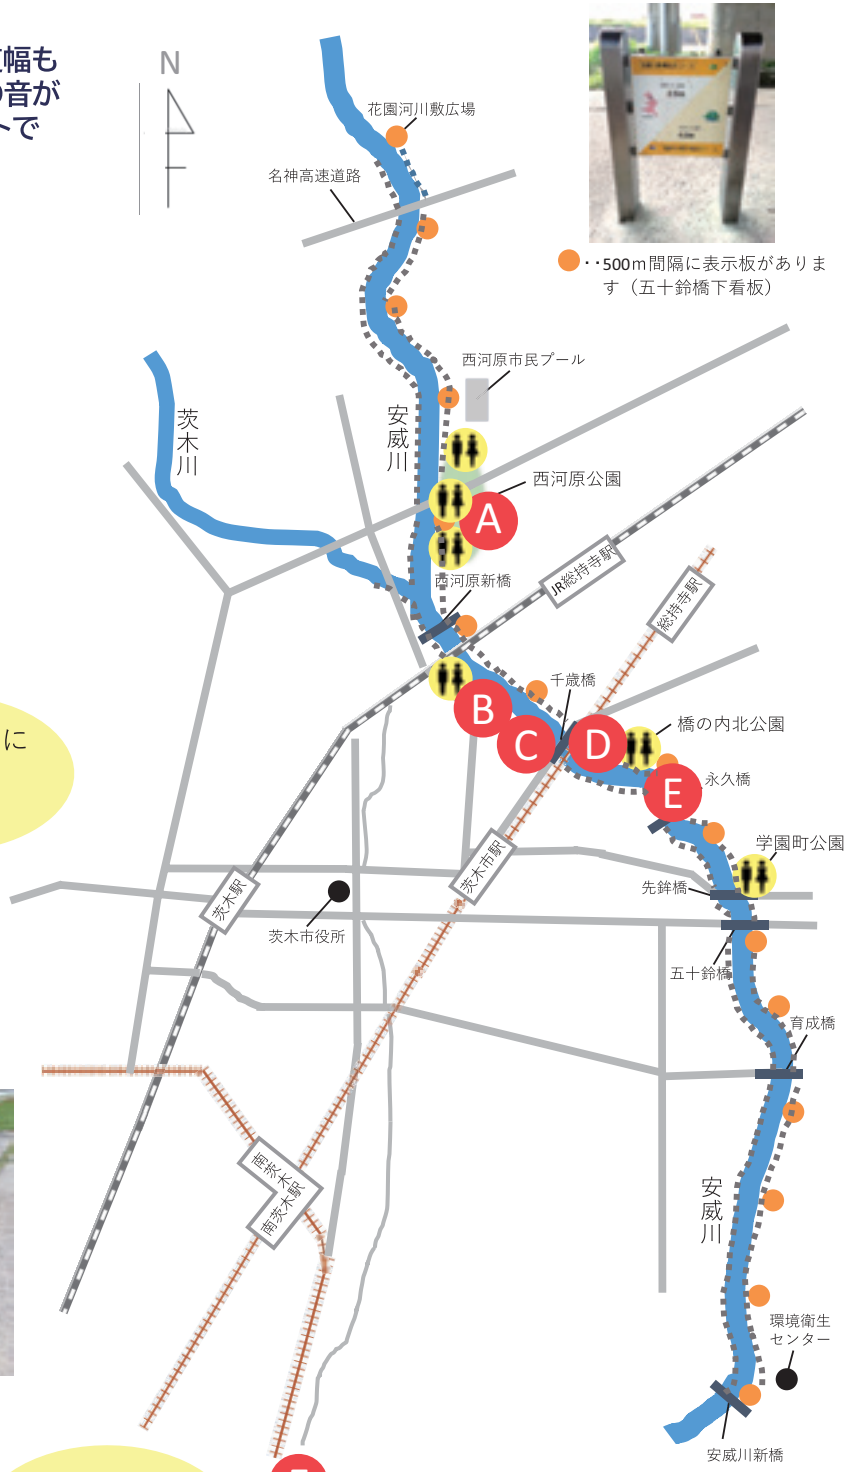 幅も
の音が
トで
N
花園河川敷広場
名神高速道路
500m間隔に表示板がありま
す（五十鈴橋下看板）
西河原市民プール
茨木川
安威川
西河原公園
A
JR総持寺駅
西河原新橋
総持寺駅
千歳橋
B
C
D
橋の内北公園
E
永久橋
に
学園町公園
茨木市駅
先鉾橋
茨木駅
茨木市役所
五十鈴橋
育成橋
南茨木
南茨木駅
安威川
環境衛生
センター
安威川新橋